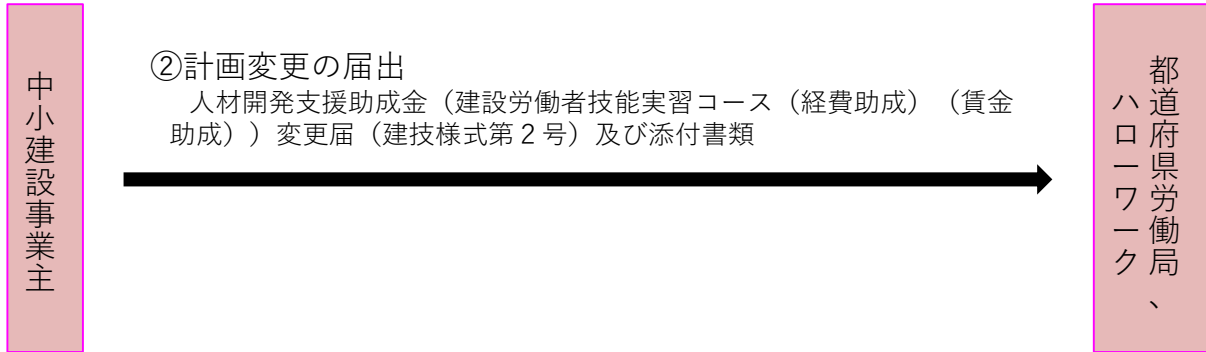 中小建設事業主
②計画変更の届出
人材開発支援助成金（建設労働者技能実習コース（経費助成）（賃金
助成））変更届（建技様式第２号）及び添付書類
都道府県労働局、
ハローワーク